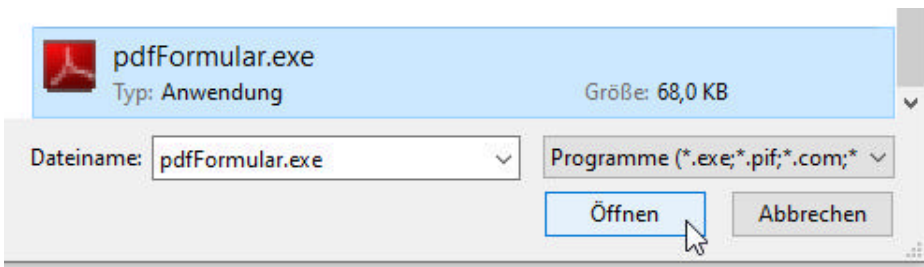 pdfFormular.exe
Typ: Anwendung Größe: 68,0 KB
Dateiname: pdfFormular.exe Programme (*.exe;*.pif;*.com;*
Öffnen Abbrechen